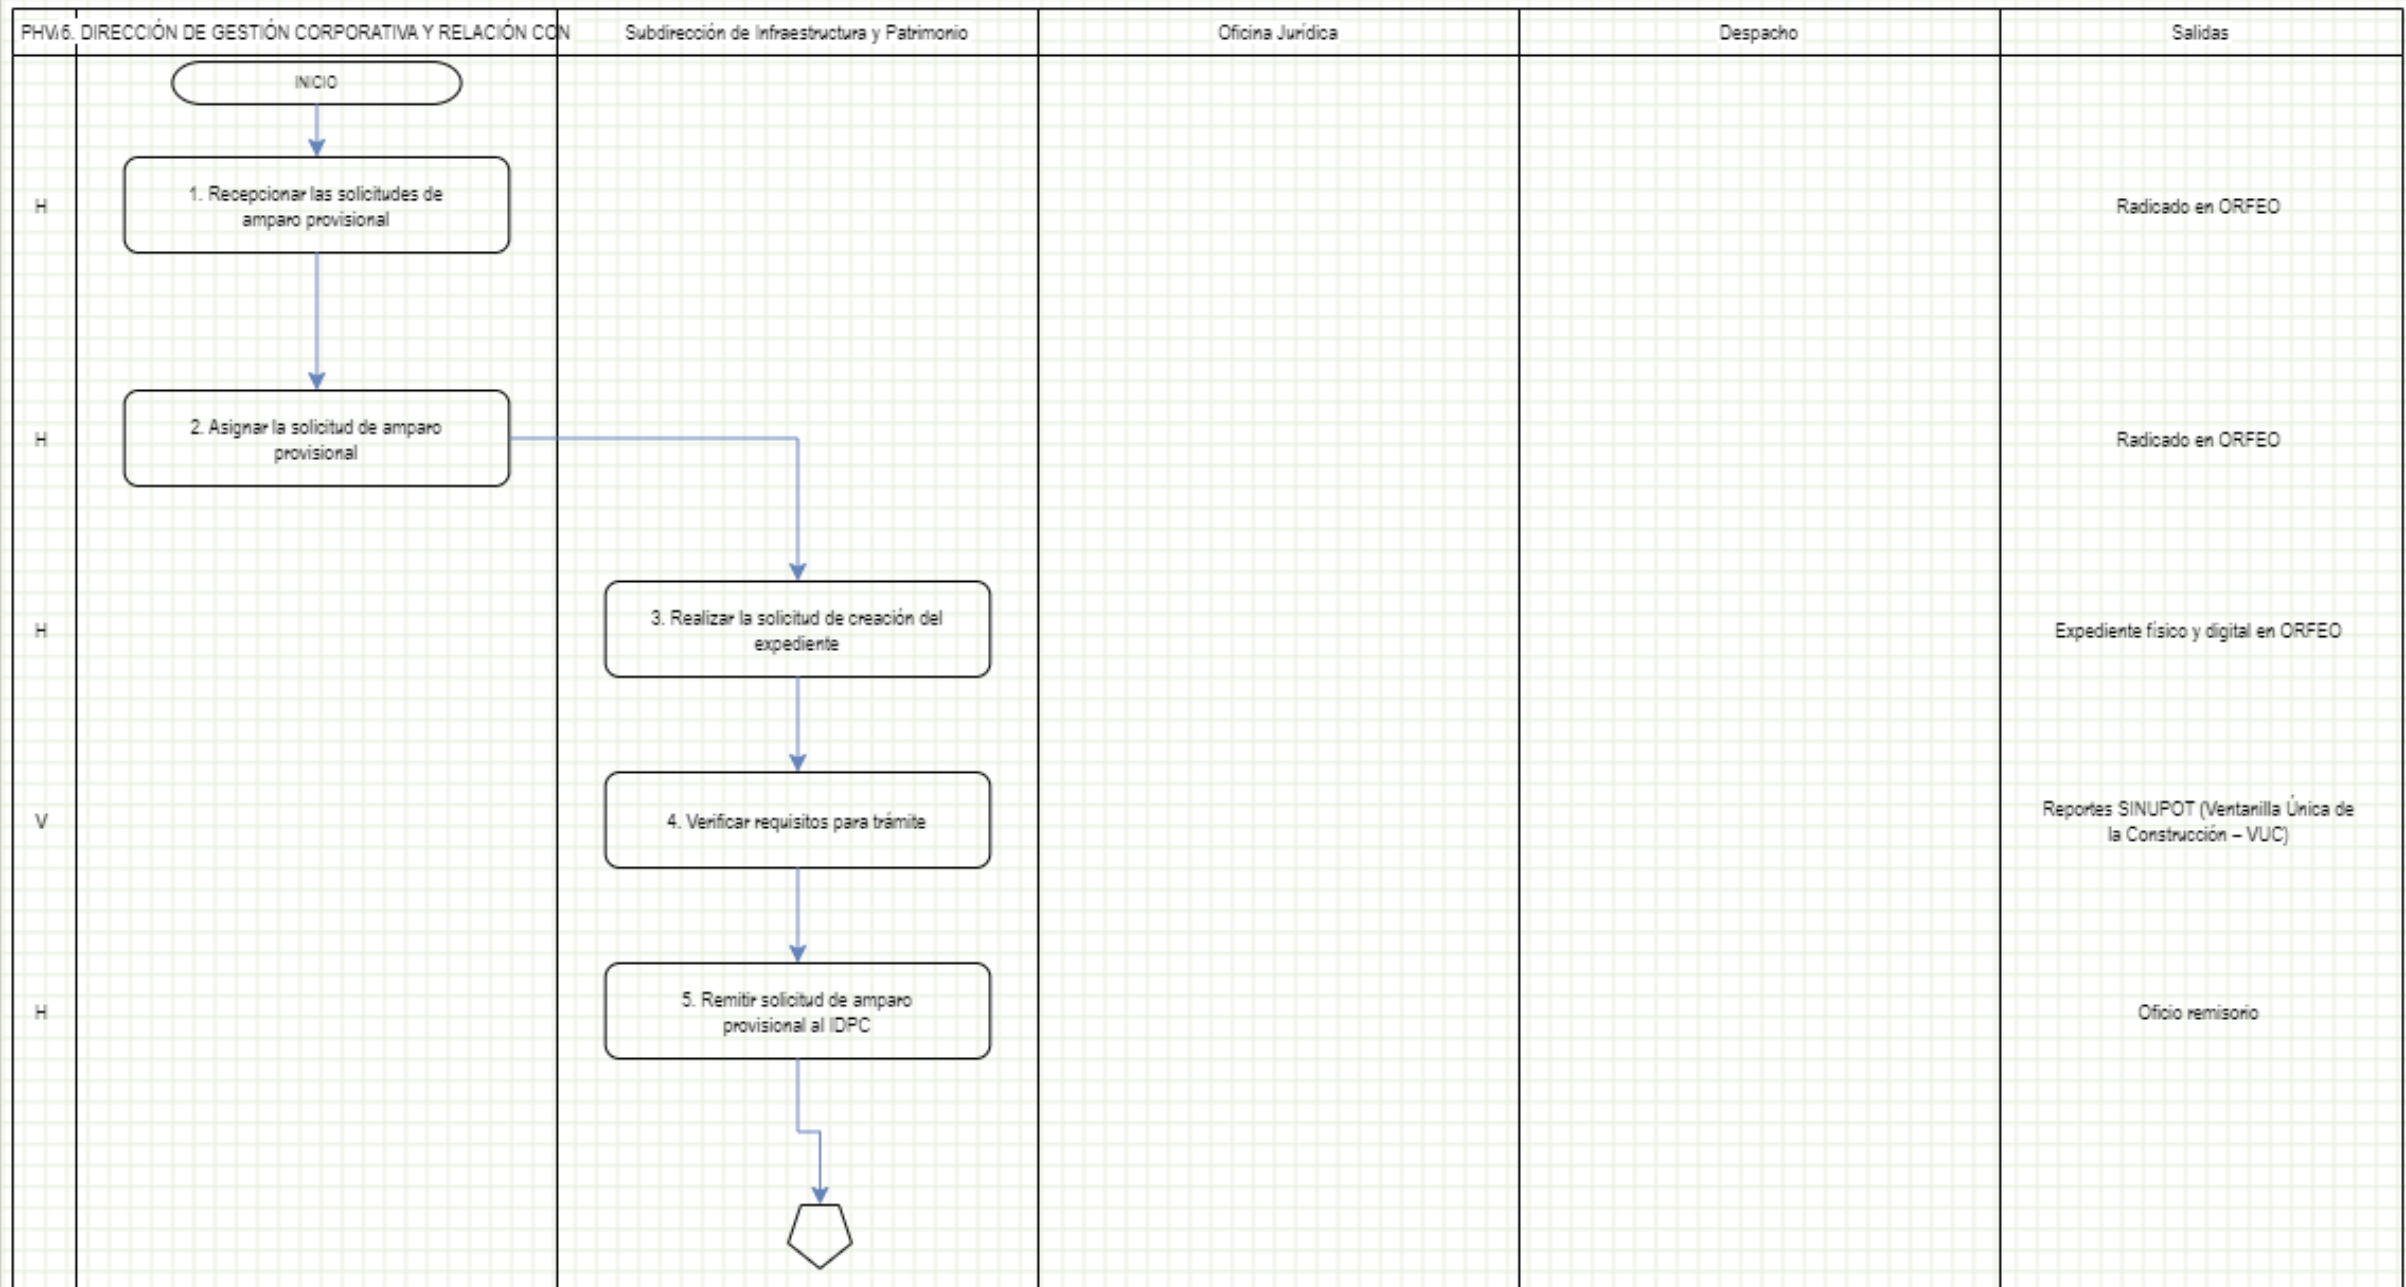 PHVA
6. DIRECCIÓN DE GESTIÓN CORPORATIVA Y RELACIÓN CON
Subdirección de Infraestructura y Patrimonio
Oficina Jurídica
Despacho
Salidas
INICIO
H
1. Recepcionar las solicitudes de
amparo provisional
Radicado en ORFEO
H
2. Asignar la solicitud de amparo
provisional
Radicado en ORFEO
H
3. Realizar la solicitud de creación del
expediente
Expediente físico y digital en ORFEO
V
4. Verificar requisitos para trámite
Reportes SINUPOT (Ventanilla Única de
la Construcción – VUC)
H
5. Remitir solicitud de amparo
provisional al IDPC
Oficio remisorio